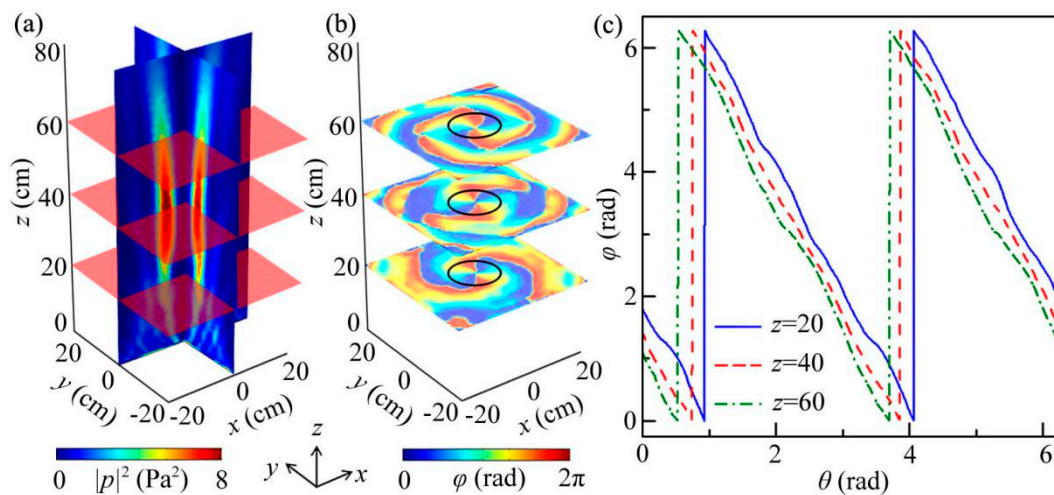 (a)
80
60
40
20
0
z (cm)
20
0
-20
y (cm)
-20
0
20
x (cm)
0
8
|p|² (Pa²)
z
y
x
(b)
80
60
40
20
0
z (cm)
20
0
-20
y (cm)
-20
0
20
x (cm)
0
2π
φ (rad)
(c)
6
4
2
0
φ (rad)
z=20
z=40
z=60
0 2 4 6
θ (rad)